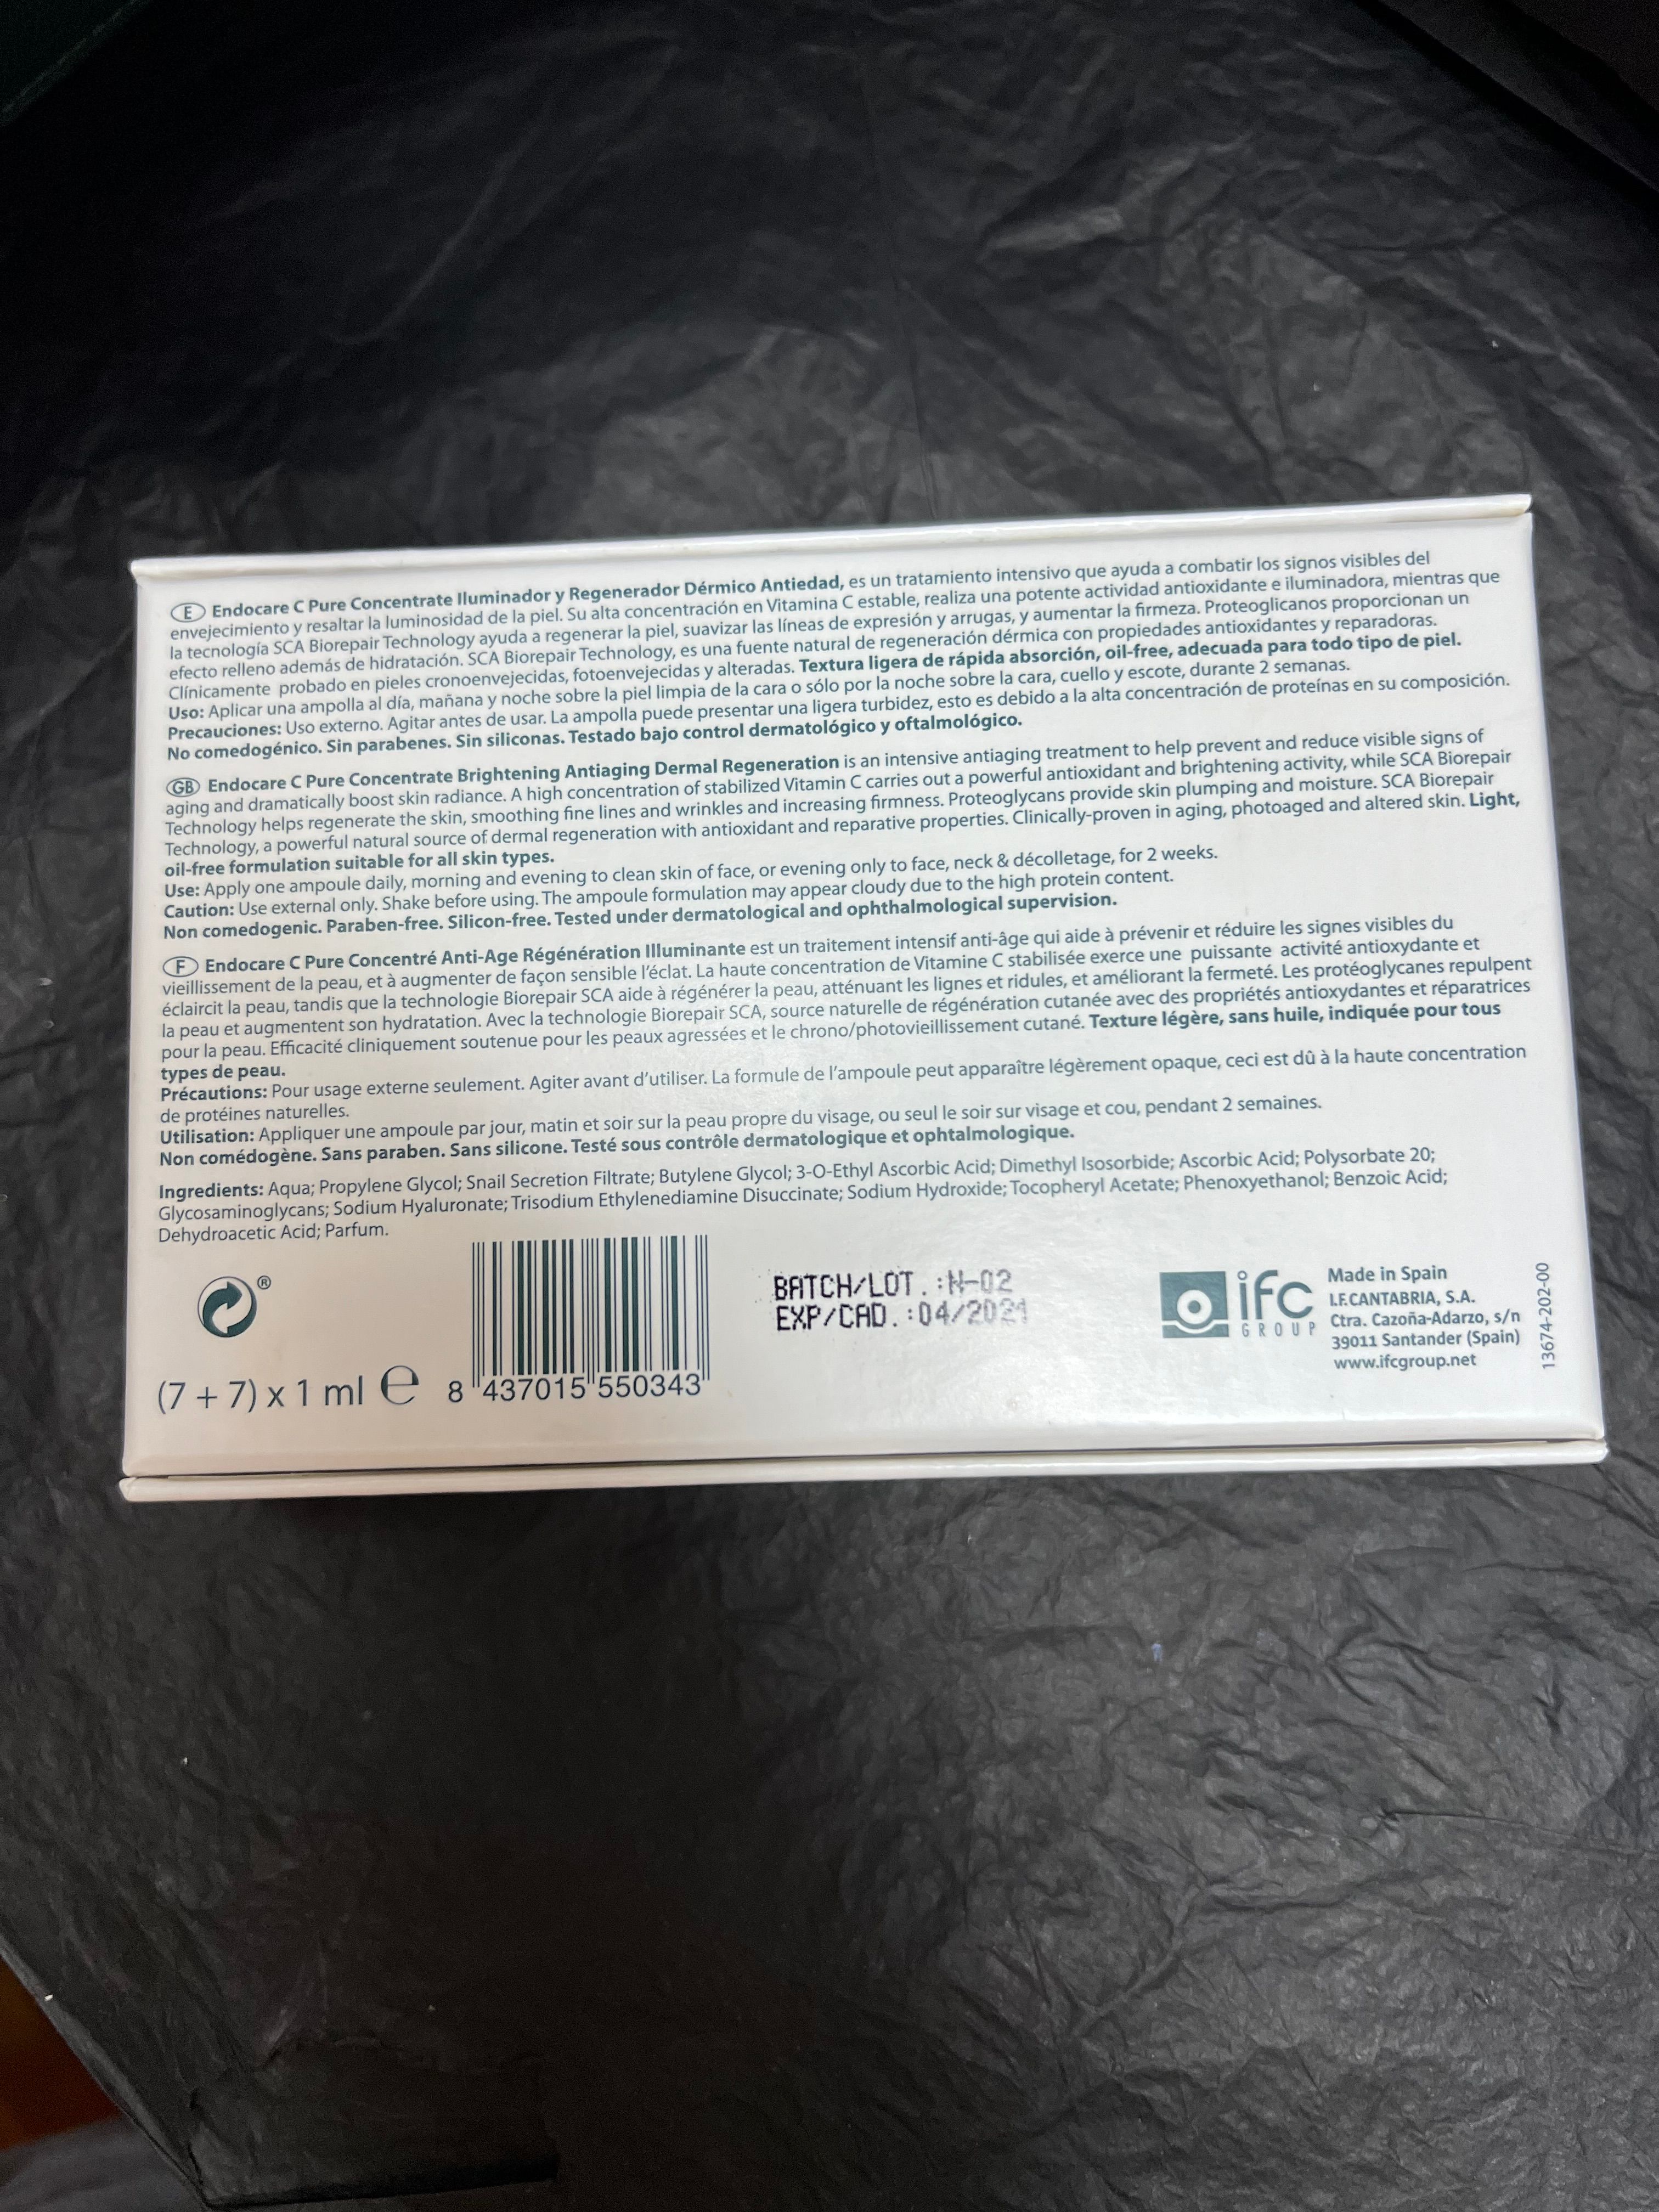 E Endocare C Pure Concentrate Iluminador y Regenerador Dérmico Antiedad, es un tratamiento intensivo que ayuda a combatir los signos visibles del
envejecimiento y resaltar la luminosidad de la piel. Su alta concentración en Vitamina C estable, realiza una potente actividad antioxidante e iluminadora, mientras que
la tecnología SCA Biorepair Technology ayuda a regenerar la piel, suavizar las líneas de expresión y arrugas, y aumentar la firmeza. Proteoglicanos proporcionan un
efecto relleno además de hidratación. SCA Biorepair Technology, es una fuente natural de regeneración dérmica con propiedades antioxidantes y reparadoras.
Clínicamente probado en pieles cronoenvejecidas, fotoenvejecidas y alteradas. Textura ligera de rápida absorción, oil-free, adecuada para todo tipo de piel.
Uso: Aplicar una ampolla al día, mañana y noche sobre la piel limpia de la cara o sólo por la noche sobre la cara, cuello y escote, durante 2 semanas.
Precauciones: Uso externo. Agitar antes de usar. La ampolla puede presentar una ligera turbidez, esto es debido a la alta concentración de proteínas en su composición.
No comedogénico. Sin parabenes. Sin siliconas. Testado bajo control dermatológico y oftalmológico.
GB Endocare C Pure Concentrate Brightening Antiaging Dermal Regeneration is an intensive antiaging treatment to help prevent and reduce visible signs of
aging and dramatically boost skin radiance. A high concentration of stabilized Vitamin C carries out a powerful antioxidant and brightening activity, while SCA Biorepair
Technology helps regenerate the skin, smoothing fine lines and wrinkles and increasing firmness. Proteoglycans provide skin plumping and moisture. SCA Biorepair
Technology, a powerful natural source of dermal regeneration with antioxidant and reparative properties. Clinically-proven in aging, photoaged and altered skin. Light,
oil-free formulation suitable for all skin types.
Use: Apply one ampoule daily, morning and evening to clean skin of face, or evening only to face, neck & décolletage, for 2 weeks.
Caution: Use external only. Shake before using. The ampoule formulation may appear cloudy due to the high protein content.
Non comedogenic. Paraben-free. Silicon-free. Tested under dermatological and ophthalmological supervision.
F Endocare C Pure Concentré Anti-Age Régénération Illuminante est un traitement intensif anti-âge qui aide à prévenir et réduire les signes visibles du
vieillissement de la peau, et à augmenter de façon sensible l'éclat. La haute concentration de Vitamine C stabilisée exerce une puissante activité antioxydante et
éclaircit la peau, tandis que la technologie Biorepair SCA aide à régénérer la peau, atténuant les lignes et ridules, et améliorant la fermeté. Les protéoglycanes repulpent
la peau et augmentent son hydratation. Avec la technologie Biorepair SCA, source naturelle de régénération cutanée avec des propriétés antioxydantes et réparatrices
pour la peau. Efficacité cliniquement soutenue pour les peaux agressées et le chrono/photovieillissement cutané. Texture légère, sans huile, indiquée pour tous
types de peau.
Précautions: Pour usage externe seulement. Agiter avant d'utiliser. La formule de l'ampoule peut apparaître légèrement opaque, ceci est dû à la haute concentration
de protéines naturelles.
Utilisation: Appliquer une ampoule par jour, matin et soir sur la peau propre du visage, ou seul le soir sur visage et cou, pendant 2 semaines.
Non comédogène. Sans paraben. Sans silicone. Testé sous contrôle dermatologique et ophtalmologique.
Ingredients: Aqua; Propylene Glycol; Snail Secretion Filtrate; Butylene Glycol; 3-O-Ethyl Ascorbic Acid; Dimethyl Isosorbide; Ascorbic Acid; Polysorbate 20;
Glycosaminoglycans; Sodium Hyaluronate; Trisodium Ethylenediamine Disuccinate; Sodium Hydroxide; Tocopheryl Acetate; Phenoxyethanol; Benzoic Acid;
Dehydroacetic Acid; Parfum.
®
(7 + 7) x 1 ml e
8 437015 550343
BATCH/LOT.:N-02
EXP/CAD.:04/2021
ifc
GROUP
Made in Spain
I.F.CANTABRIA, S.A.
Ctra. Cazoña-Adarzo, s/n
39011 Santander (Spain)
www.ifcgroup.net
13674-202-00